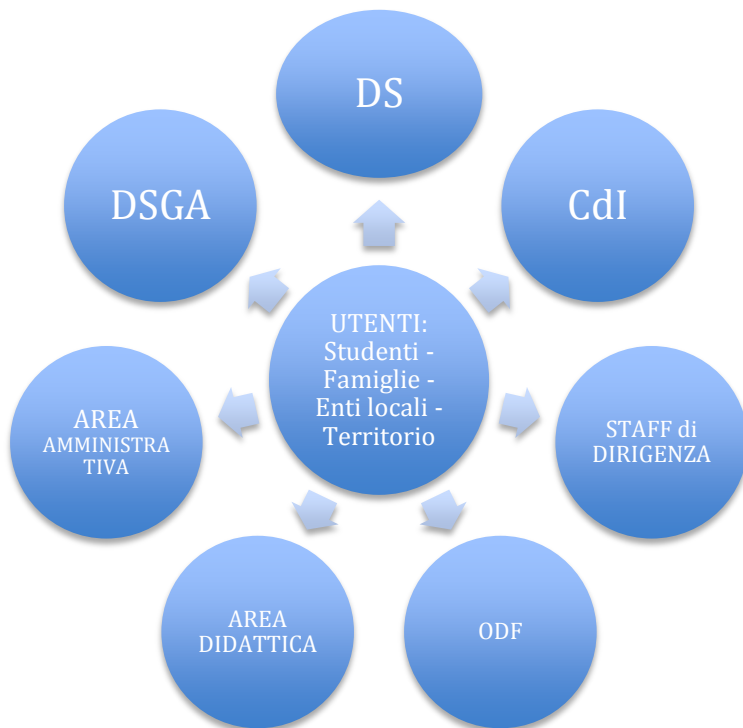 DS
DSGA
CdI
UTENTI:
Studenti -
Famiglie -
Enti locali -
Territorio
AREA
AMMINISTRA
TIVA
STAFF di
DIRIGENZA
AREA
DIDATTICA
ODF